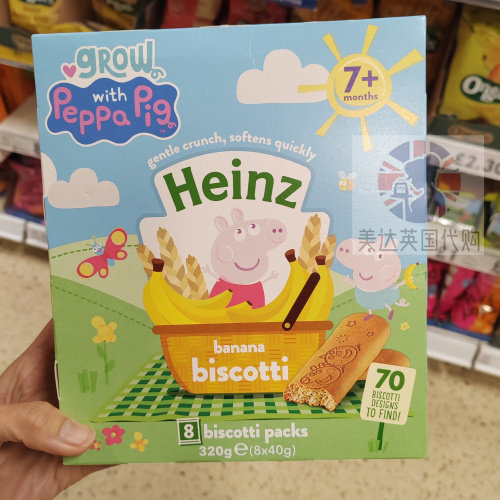 grow
with
Peppa Pig
7+
months
gentle crunch, softens quickly
Heinz
美达英国代购
banana
biscotti
70
BISCOTTI
DESIGNS
TO FIND!
8 biscotti packs
320g e (8x40g)